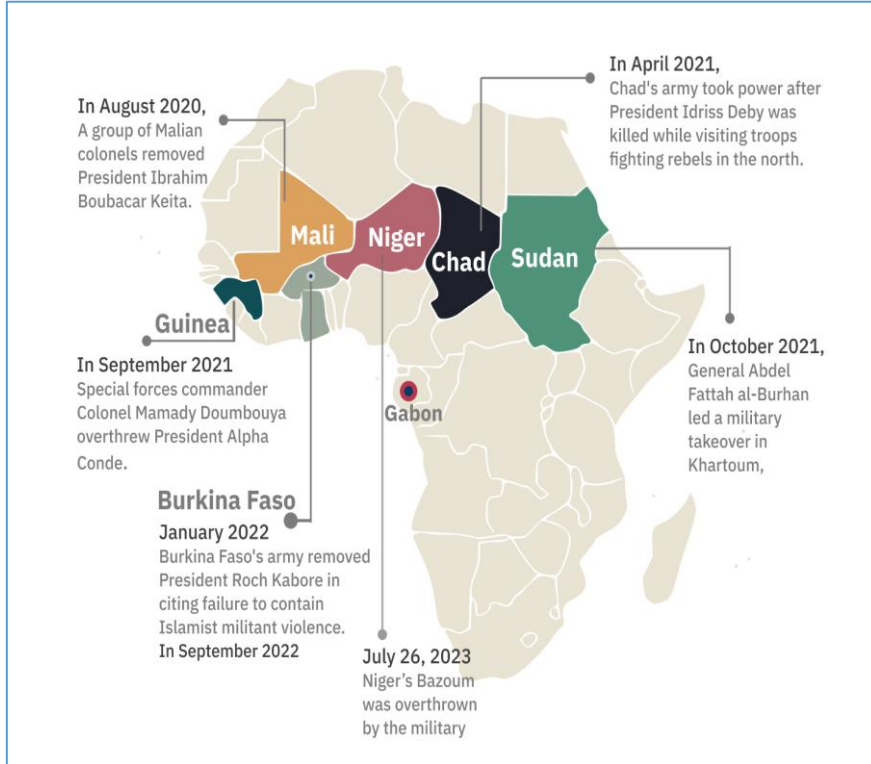 In April 2021,
Chad's army took power after
President Idriss Deby was
killed while visiting troops
fighting rebels in the north.
In August 2020,
A group of Malian
colonels removed
President Ibrahim
Boubacar Keita.
Mali
Niger
Chad
Sudan
Guinea
In September 2021
Special forces commander
Colonel Mamady Doumbouya
overthrew President Alpha
Conde.
Gabon
In October 2021,
General Abdel
Fattah al-Burhan
led a military
takeover in
Khartoum,
Burkina Faso
January 2022
Burkina Faso's army removed
President Roch Kabore in
citing failure to contain
Islamist militant violence.
In September 2022
July 26, 2023
Niger's Bazoum
was overthrown
by the military